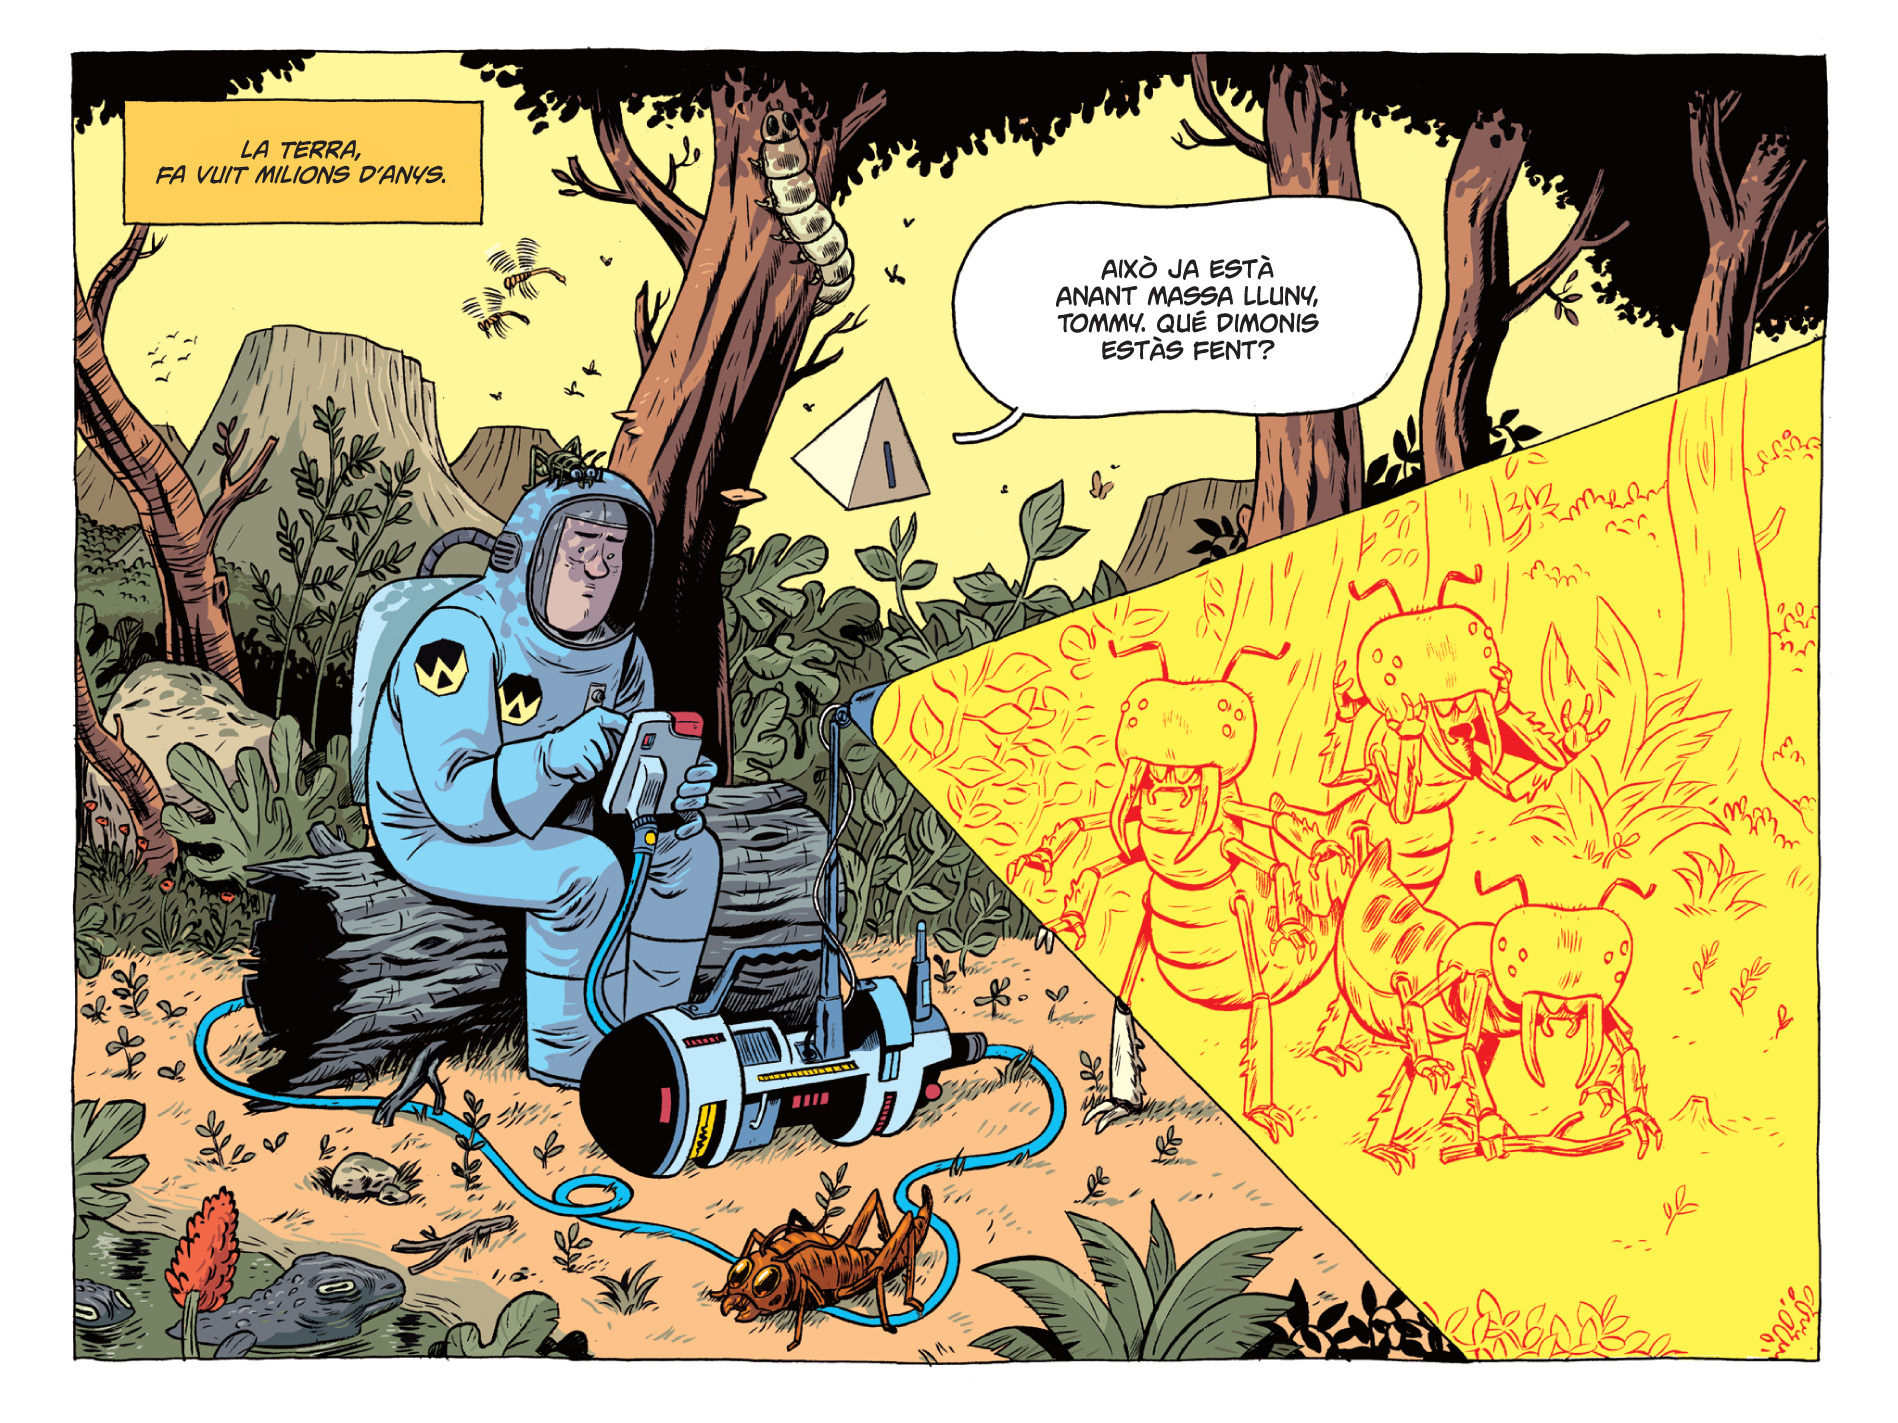 LA TERRA,
FA VUIT MILIONS D'ANYS.
AIXÒ JA ESTÀ
ANANT MASSA LLUNY,
TOMMY. QUÉ DIMONIS
ESTÀS FENT?